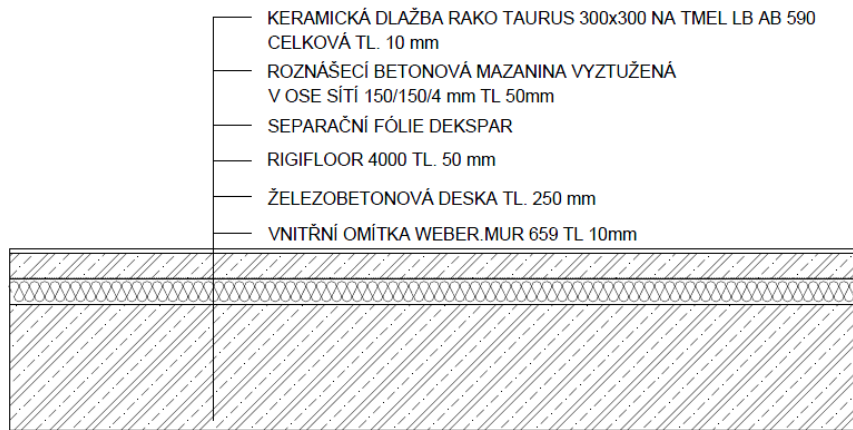 KERAMICKÁ DLAŽBA RAKO TAURUS 300x300 NA TMEL LB AB 590
CELKOVÁ TL. 10 mm
ROZNÁŠECÍ BETONOVÁ MAZANINA VYZTUŽENÁ
V OSE SÍTÍ 150/150/4 mm TL 50mm
SEPARAČNÍ FÓLIE DEKSPAR
RIGIFLOOR 4000 TL. 50 mm
ŽELEZOBETONOVÁ DESKA TL. 250 mm
VNITŘNÍ OMÍTKA WEBER.MUR 659 TL 10mm